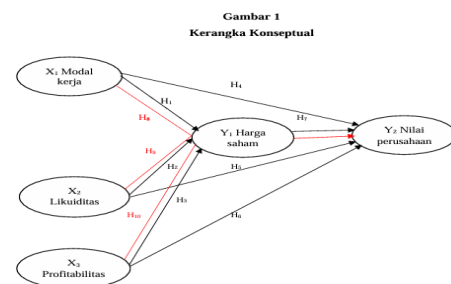 Gambar 1
Kerangka Konseptual
X₁ Modal
kerja
H₄
H₁
H₈
H₇
Y₁ Harga
saham
Y₂ Nilai
perusahaan
H₉
H₂
H₅
X₂
Likuiditas
H₃
H₁₀
H₆
X₃
Profitabilitas